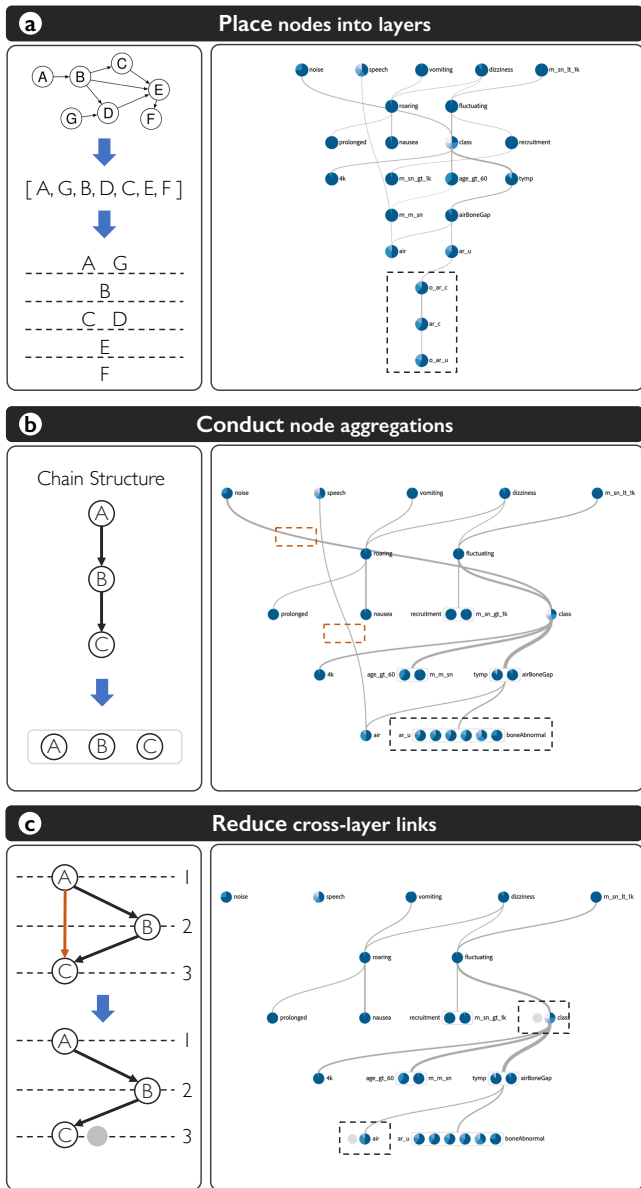 a Place nodes into layers
A B C E
G D F
[ A, G, B, D, C, E, F ]
A G
B
C D
E
F
noise speech vomiting dizziness m_sn_lt_1k
roaring fluctuating
prolonged nausea class recruitment
4k m_sn_gt_1k age_gt_60 tymp
m_m_sn airBoneGap
air ar_u
o_ar_c
ar_c
o_ar_u
b Conduct node aggregations
Chain Structure
A
B
C
A B C
noise speech vomiting dizziness m_sn_lt_1k
roaring fluctuating
prolonged nausea recruitment m_sn_gt_1k class
4k age_gt_60 m_m_sn tymp airBoneGap
air ar_u boneAbnormal
c Reduce cross-layer links
A 1
B 2
C 3
A 1
B 2
C 3
noise speech vomiting dizziness m_sn_lt_1k
roaring fluctuating
prolonged nausea recruitment m_sn_gt_1k class
4k age_gt_60 m_m_sn tymp airBoneGap
air ar_u boneAbnormal